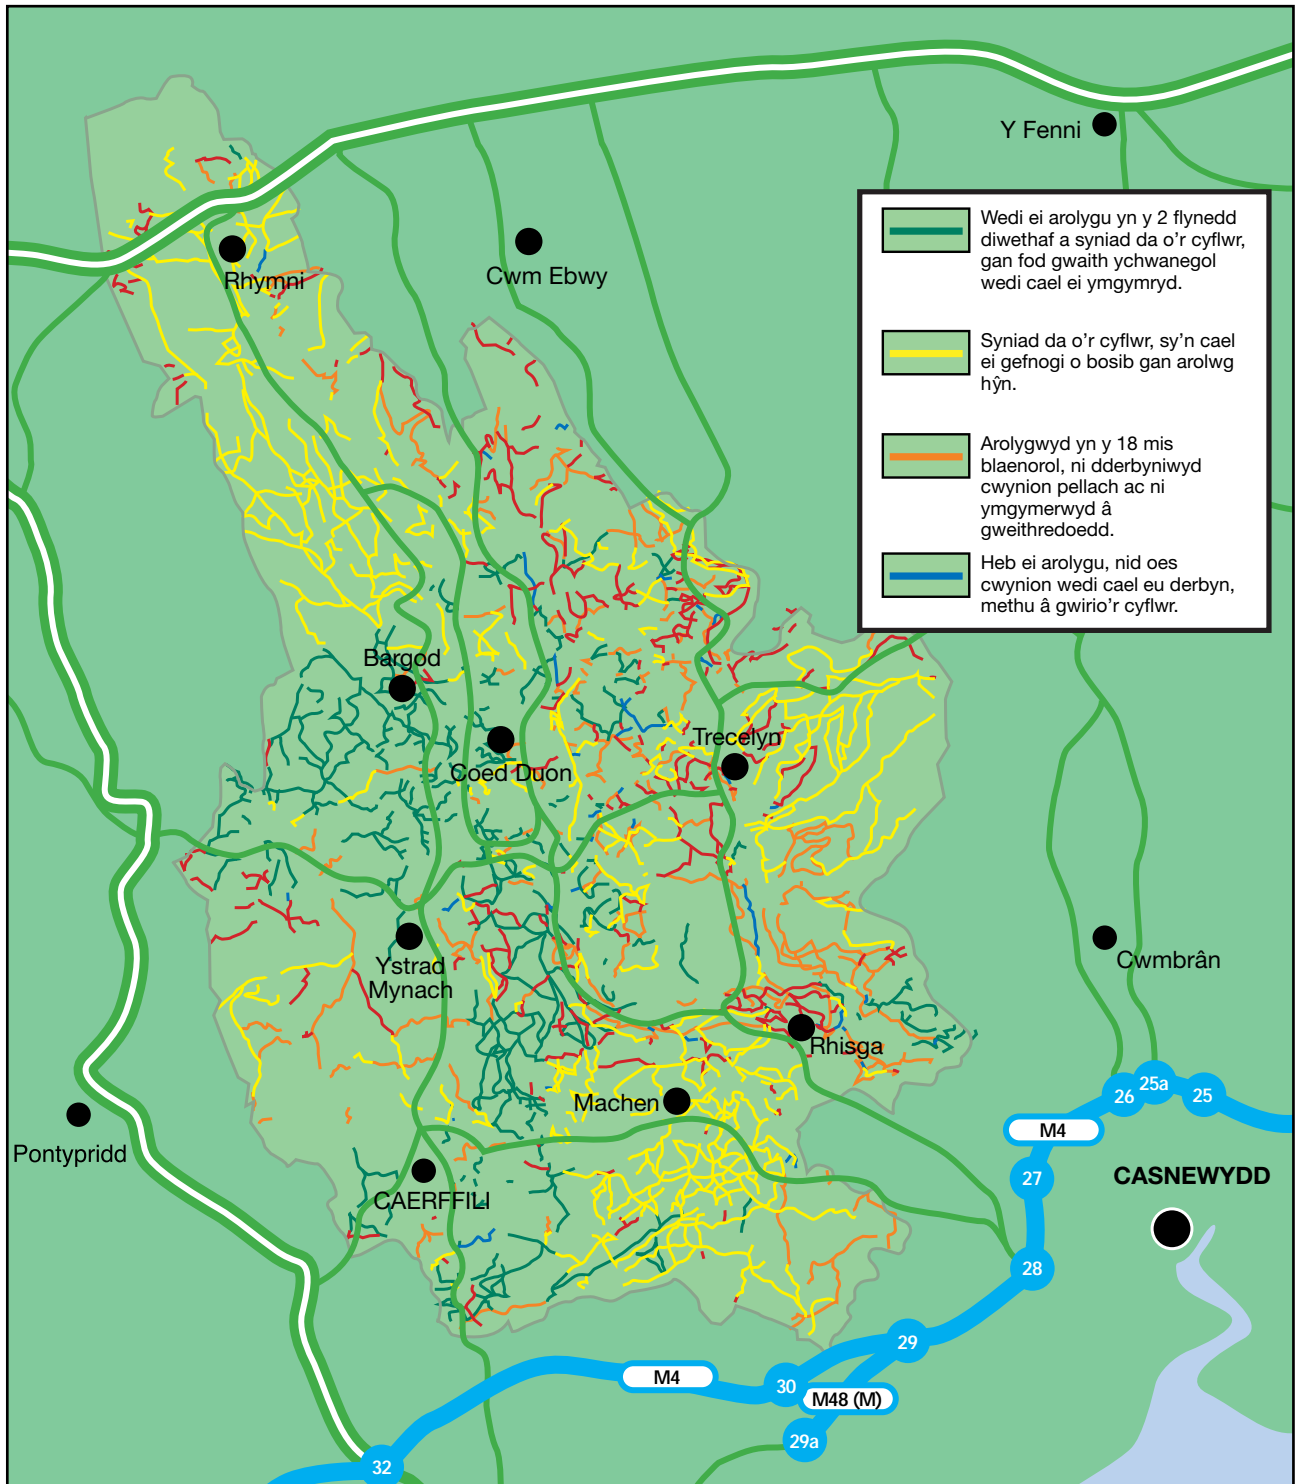 Y Fenni
Wedi ei arolygu yn y 2 flynedd
diwethaf a syniad da o'r cyflwr,
gan fod gwaith ychwanegol
wedi cael ei ymgymryd.
Syniad da o'r cyflwr, sy'n cael
ei gefnogi o bosib gan arolwg
hŷn.
Arolygwyd yn y 18 mis
blaenorol, ni dderbyniwyd
cwynion pellach ac ni
ymgymerwyd â
gweithredoedd.
Heb ei arolygu, nid oes
cwynion wedi cael eu derbyn,
methu â gwirio'r cyflwr.
Rhymni
Cwm Ebwy
Bargod
Trecelyn
Coed Duon
Ystrad
Mynach
Cwmbrân
Rhisga
Machen
Pontypridd
CAERFFILI
CASNEWYDD
26
25a
25
M4
27
28
29
M4
30
M48 (M)
29a
32